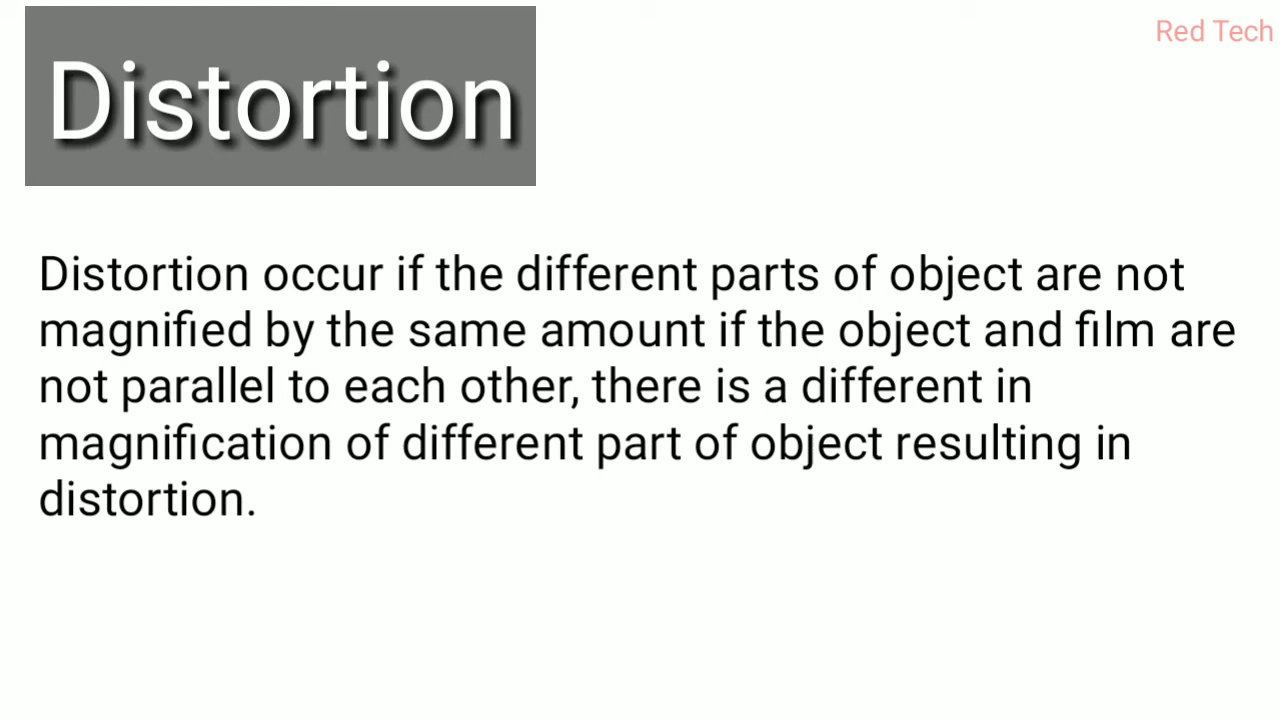 Red Tech
Distortion
Distortion occur if the different parts of object are not
magnified by the same amount if the object and film are
not parallel to each other, there is a different in
magnification of different part of object resulting in
distortion.